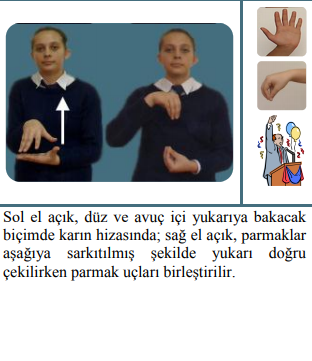 Sol el açık, düz ve avuç içi yukarıya bakacak
biçimde karın hizasında; sağ el açık, parmaklar
aşağıya sarkıtılmış şekilde yukarı doğru
çekilirken parmak uçları birleştirilir.